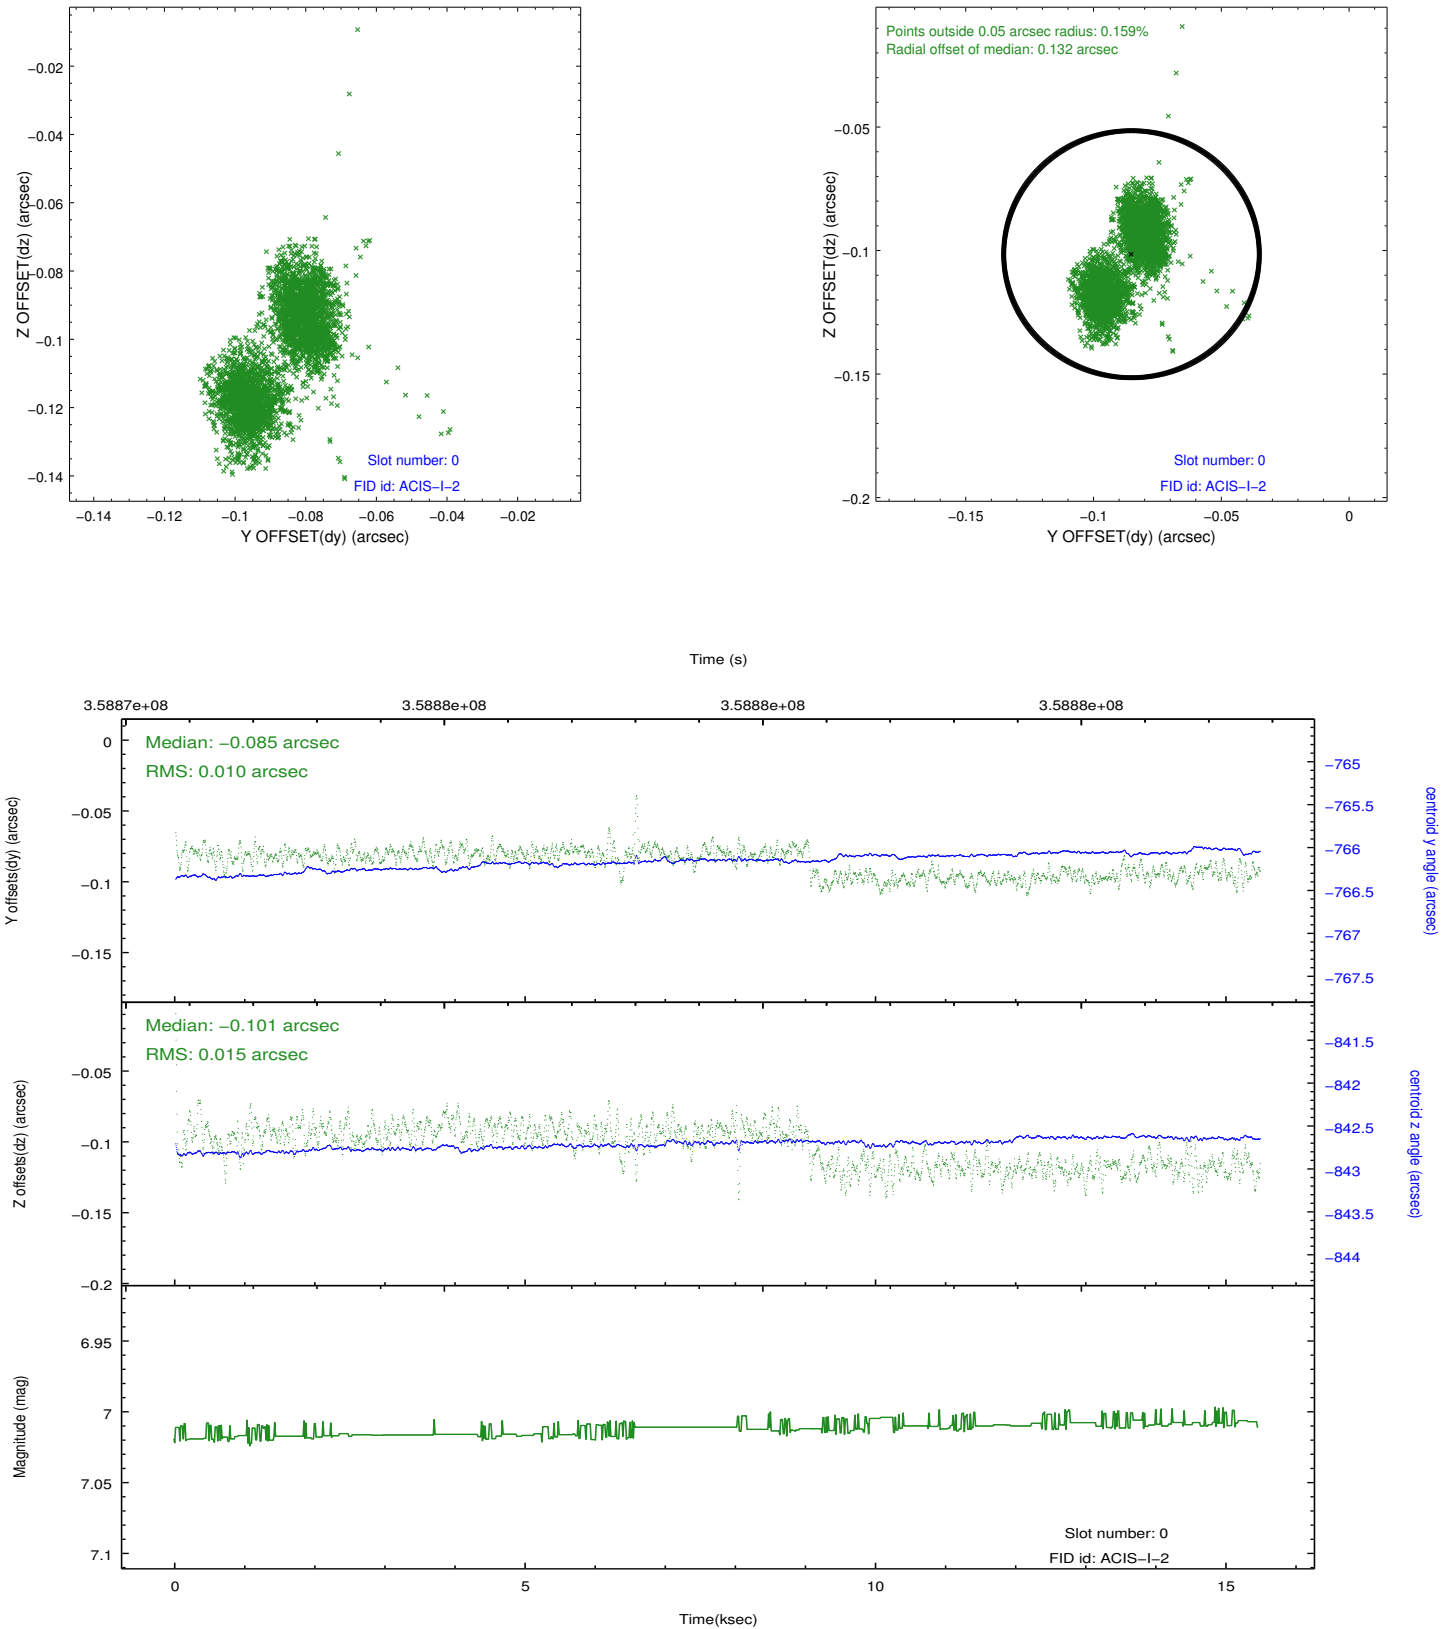 −0.02
−0.04
−0.06
−0.08
−0.1
−0.12
−0.14
Z OFFSET(dz) (arcsec)
Slot number: 0
FID id: ACIS−I−2
−0.14 −0.12 −0.1 −0.08 −0.06 −0.04 −0.02
Y OFFSET(dy) (arcsec)
Points outside 0.05 arcsec radius: 0.159%
Radial offset of median: 0.132 arcsec
−0.05
−0.1
−0.15
−0.2
Z OFFSET(dz) (arcsec)
Slot number: 0
FID id: ACIS−I−2
−0.15 −0.1 −0.05 0
Y OFFSET(dy) (arcsec)
Time (s)
3.5887e+08 3.5888e+08 3.5888e+08 3.5888e+08
Median: −0.085 arcsec
RMS: 0.010 arcsec
0
−0.05
−0.1
−0.15
Y offsets(dy) (arcsec)
−765
−765.5
−766
−766.5
−767
−767.5
centroid y angle (arcsec)
Median: −0.101 arcsec
RMS: 0.015 arcsec
−0.05
−0.1
−0.15
−0.2
Z offsets(dz) (arcsec)
−841.5
−842
−842.5
−843
−843.5
−844
centroid z angle (arcsec)
6.95
7
7.05
7.1
Magnitude (mag)
Slot number: 0
FID id: ACIS−I−2
0 5 10 15
Time(ksec)